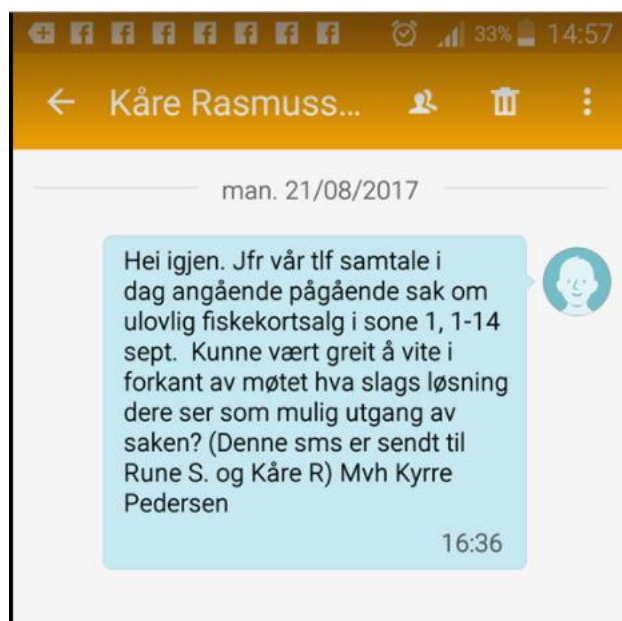 33% 14:57
Kåre Rasmuss...
man. 21/08/2017
Hei igjen. Jfr vår tlf samtale i
dag angående pågående sak om
ulovlig fiskekortsalg i sone 1, 1-14
sept.  Kunne vært greit å vite i
forkant av møtet hva slags løsning
dere ser som mulig utgang av
saken? (Denne sms er sendt til
Rune S. og Kåre R) Mvh Kyrre
Pedersen
16:36